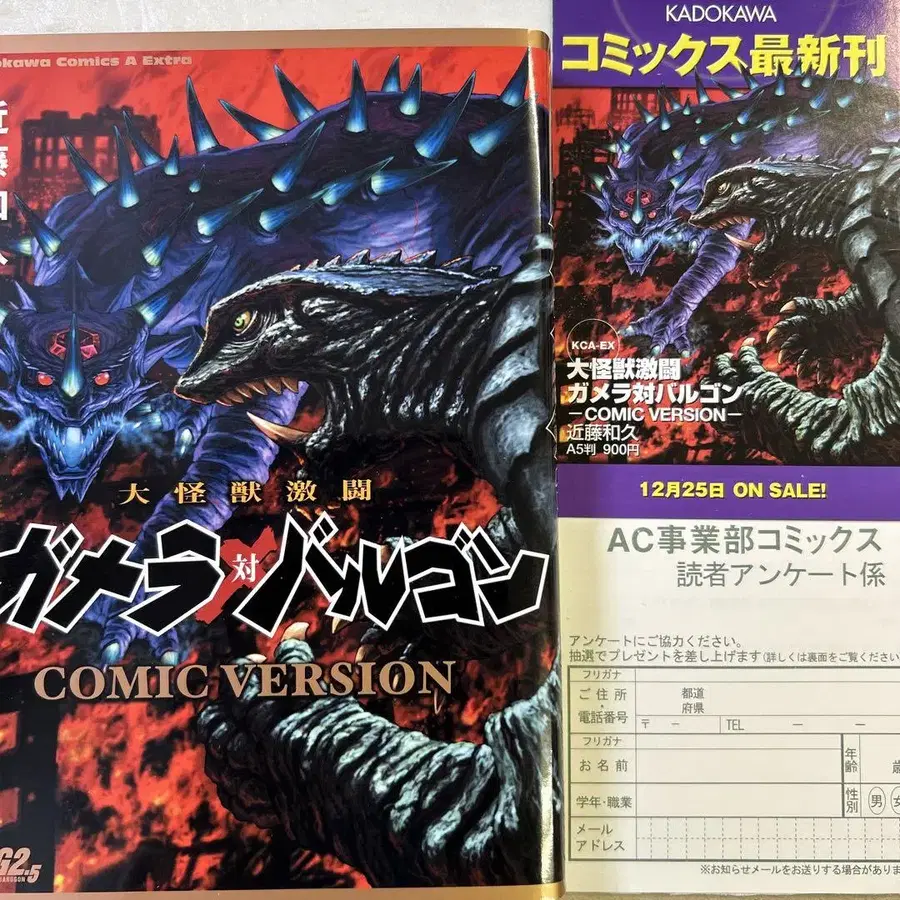 okawa Comics A Extra
近藤和久
大怪獣激闘
ガメラ対バルゴン
COMIC VERSION
G2.5
KADOKAWA
コミックス最新刊
KCA-EX
大怪獣激闘
ガメラ対バルゴン
−COMIC VERSION−
近藤和久
A5判 900円
12月25日 ON SALE!
AC事業部コミックス
読者アンケート係
アンケートにご協力ください。
抽選でプレゼントを差し上げます(詳しくは裏面をご覧ください
フリガナ
ご住所
都道
府県
電話番号
〒 − TEL − −
フリガナ
お名前
年齢
歳
学年・職業
性別
男
女
メール
アドレス
※お知らせメールをお送りする場合がありま